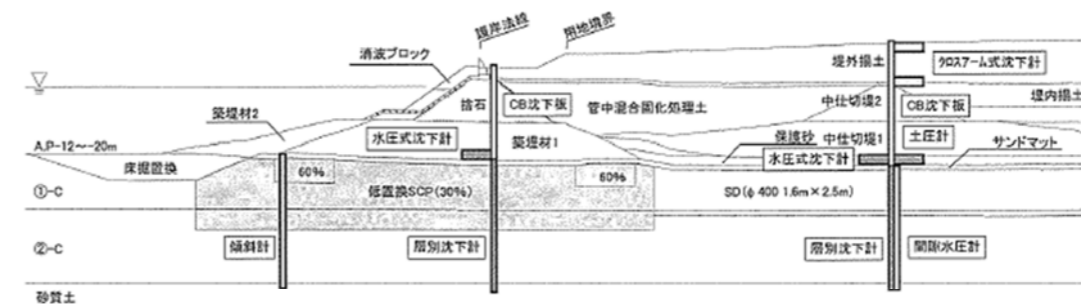 護岸法線
用地境界
消波ブロック
堤外揚土
クロスアーム式沈下計
捨石
CB沈下板
管中混合固化処理土
中仕切堤2
CB沈下板
堤内揚土
築堤材2
水圧式沈下計
築堤材1
保護砂
中仕切堤1
土圧計
水圧式沈下計
サンドマット
A.P-12～-20m
床掘置換
60%
低置換SCP(30%)
60%
SD(φ400 1.6m×2.5m)
①-C
②-C
傾斜計
層別沈下計
層別沈下計
間隙水圧計
砂質土